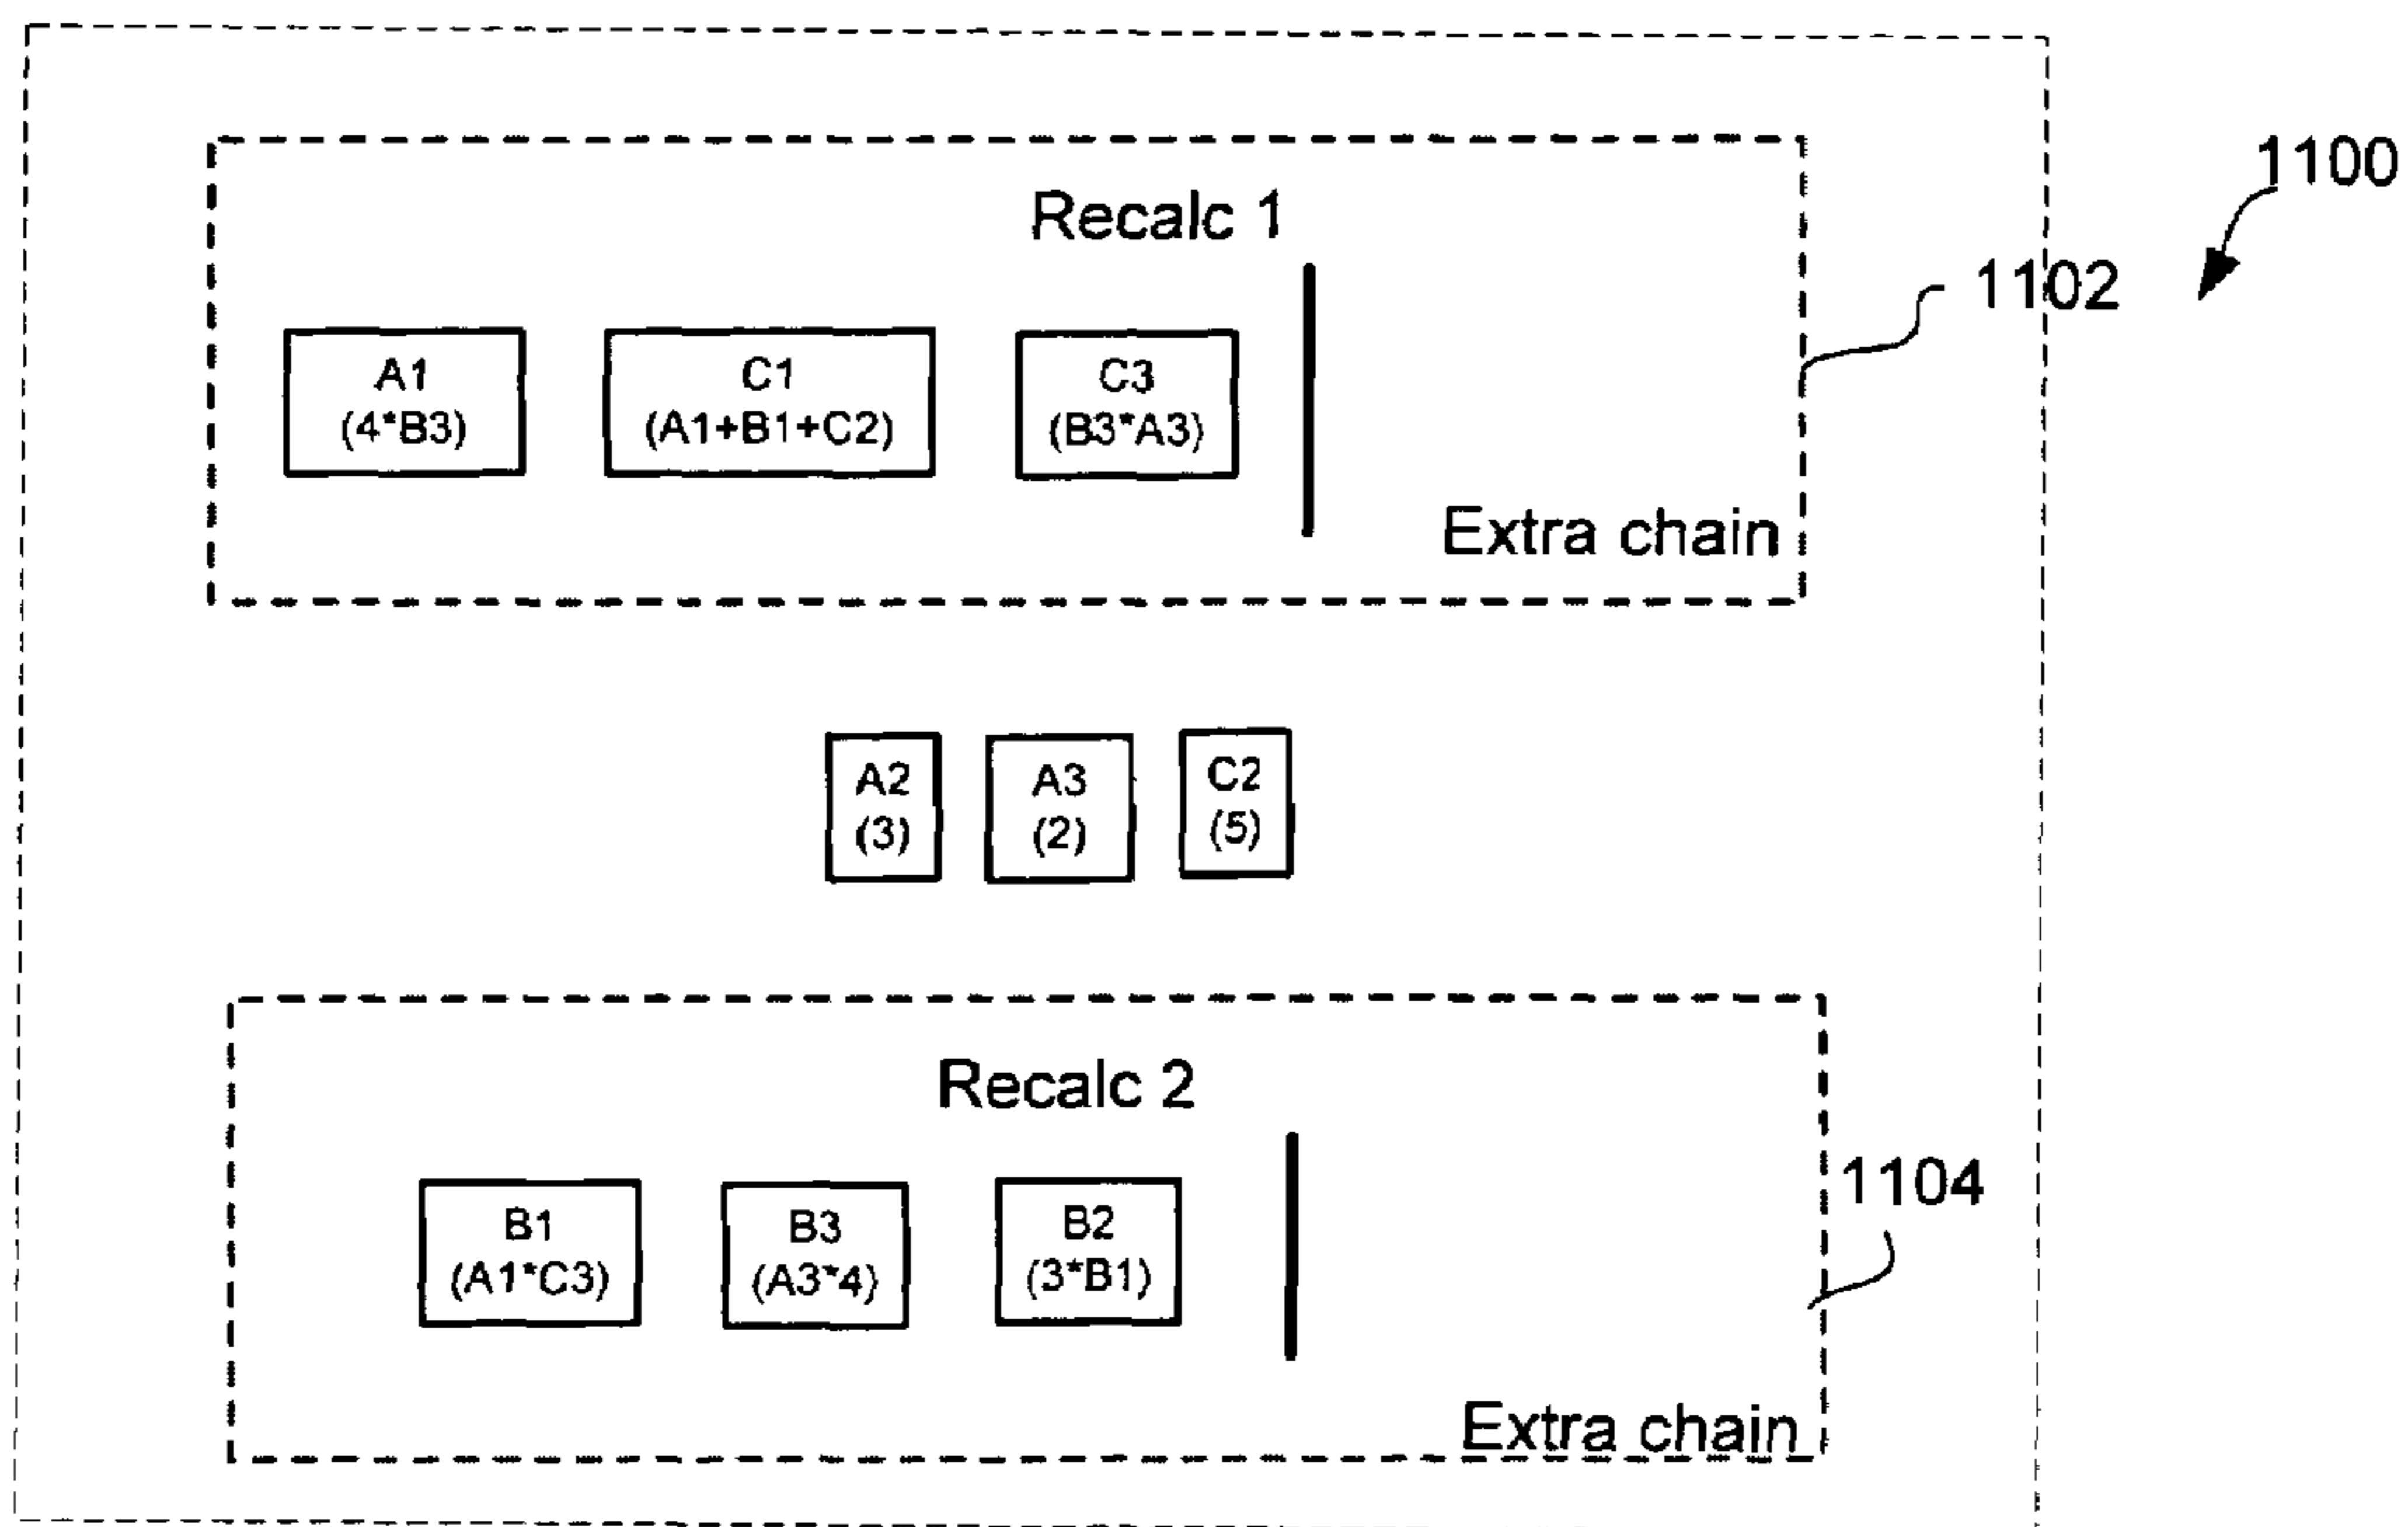 1100
Recalc 1
1102
A1
(4*B3)
C1
(A1+B1+C2)
C3
(B3*A3)
Extra chain
A2
(3)
A3
(2)
C2
(5)
Recalc 2
1104
B1
(A1*C3)
B3
(A3*4)
B2
(3*B1)
Extra chain